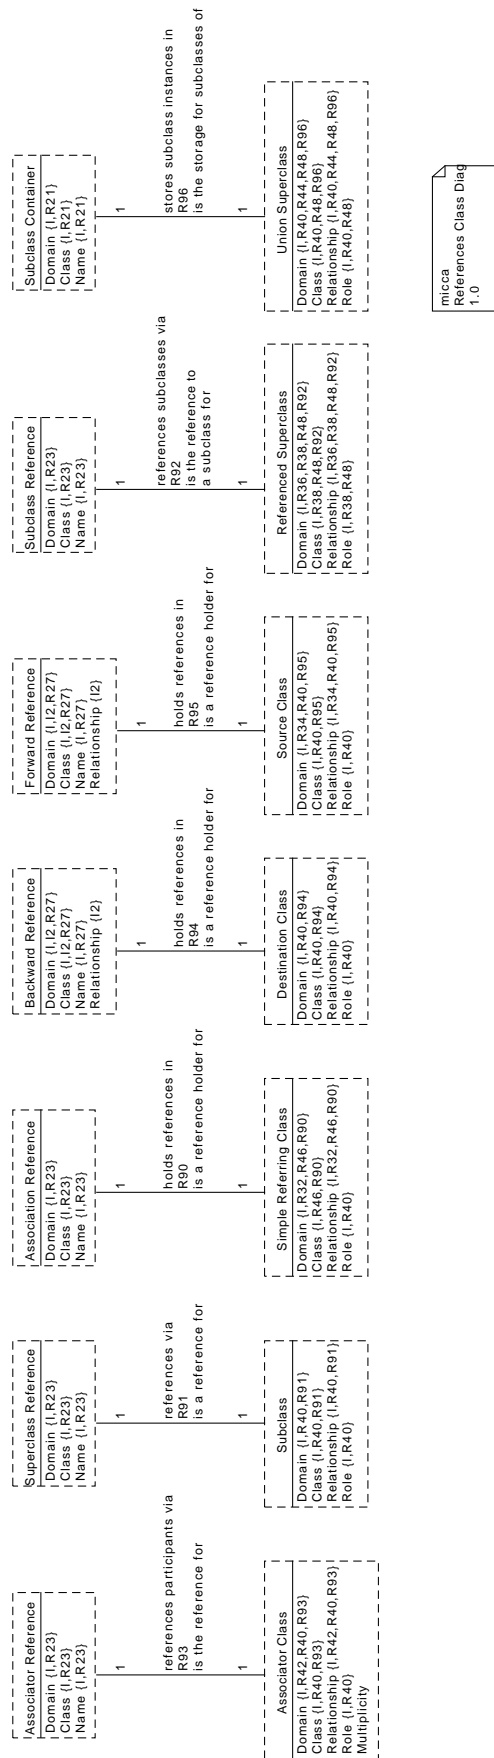 Associator Reference
Domain {I,R23}
Class {I,R23}
Name {I,R23}
1
references participants via
R93
is the reference for
1
Associator Class
Domain {I,R42,R40,R93}
Class {I,R40,R93}
Relationship {I,R42,R40,R93}
Role {I,R40}
Multiplicity
Superclass Reference
Domain {I,R23}
Class {I,R23}
Name {I,R23}
1
references via
R91
is a reference for
1
Subclass
Domain {I,R40,R91}
Class {I,R40,R91}
Relationship {I,R40,R91}
Role {I,R40}
Association Reference
Domain {I,R23}
Class {I,R23}
Name {I,R23}
1
holds references in
R90
is a reference holder for
1
Simple Referring Class
Domain {I,R32,R46,R90}
Class {I,R46,R90}
Relationship {I,R32,R46,R90}
Role {I,R40}
Backward Reference
Domain {I,I2,R27}
Class {I,I2,R27}
Name {I,R27}
Relationship {I2}
1
holds references in
R94
is a reference holder for
1
Destination Class
Domain {I,R40,R94}
Class {I,R40,R94}
Relationship {I,R40,R94}
Role {I,R40}
Forward Reference
Domain {I,I2,R27}
Class {I,I2,R27}
Name {I,R27}
Relationship {I2}
1
holds references in
R95
is a reference holder for
1
Source Class
Domain {I,R34,R40,R95}
Class {I,R40,R95}
Relationship {I,R34,R40,R95}
Role {I,R40}
Subclass Reference
Domain {I,R23}
Class {I,R23}
Name {I,R23}
1
references subclasses via
R92
is the reference to
a subclass for
1
Referenced Superclass
Domain {I,R36,R38,R48,R92}
Class {I,R38,R48,R92}
Relationship {I,R36,R38,R48,R92}
Role {I,R38,R48}
Subclass Container
Domain {I,R21}
Class {I,R21}
Name {I,R21}
1
stores subclass instances in
R96
is the storage for subclasses of
1
Union Superclass
Domain {I,R40,R44,R48,R96}
Class {I,R40,R48,R96}
Relationship {I,R40,R44,R48,R96}
Role {I,R40,R48}
micca
References Class Diag
1.0